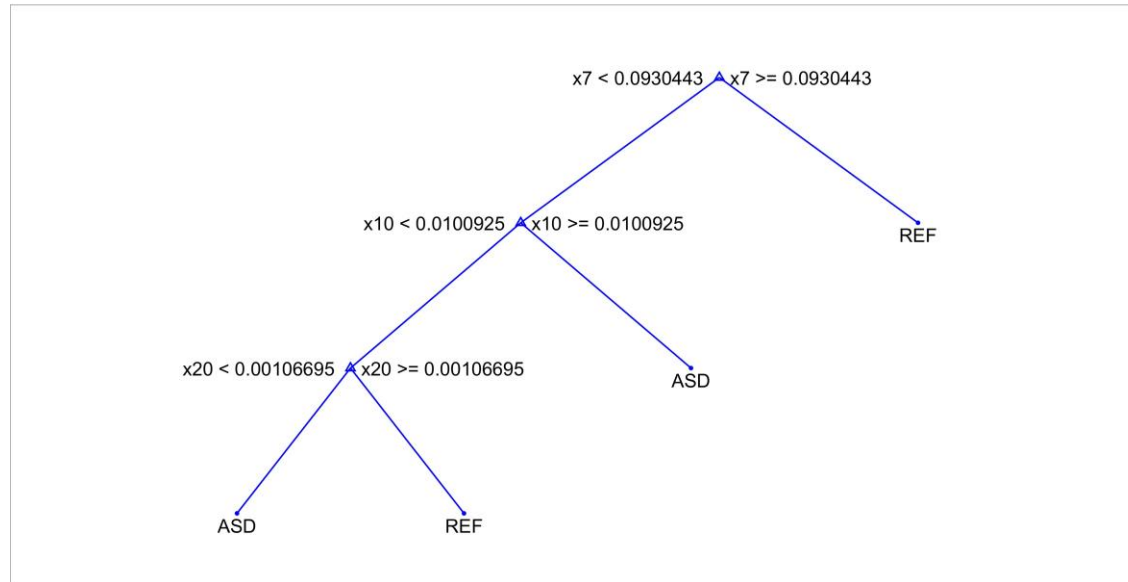 x7 < 0.0930443 x7 >= 0.0930443
x10 < 0.0100925 x10 >= 0.0100925
REF
x20 < 0.00106695 x20 >= 0.00106695
ASD
ASD REF